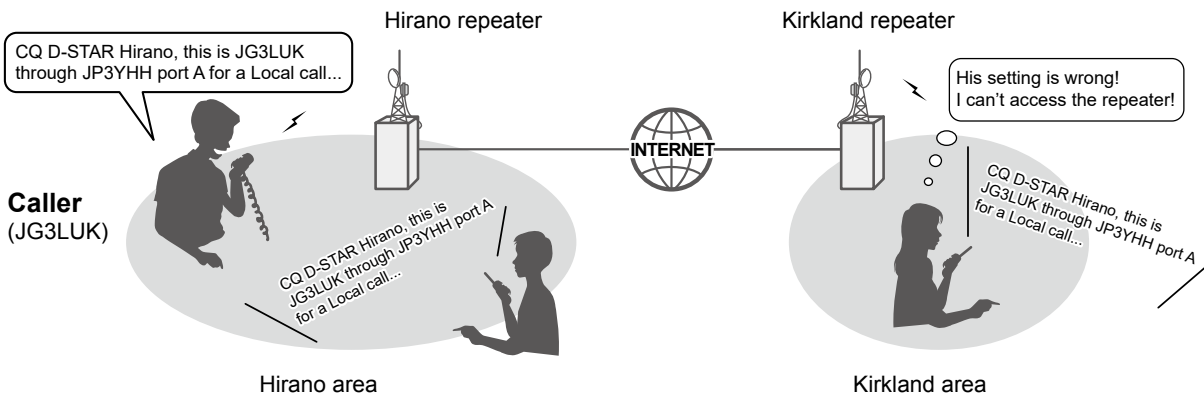 Hirano repeater
Kirkland repeater
CQ D-STAR Hirano, this is JG3LUK
through JP3YHH port A for a Local call...
His setting is wrong!
I can’t access the repeater!
INTERNET
Caller
(JG3LUK)
CQ D-STAR Hirano, this is
JG3LUK through JP3YHH port A
for a Local call...
CQ D-STAR Hirano, this is
JG3LUK through JP3YHH port A
for a Local call...
Hirano area
Kirkland area